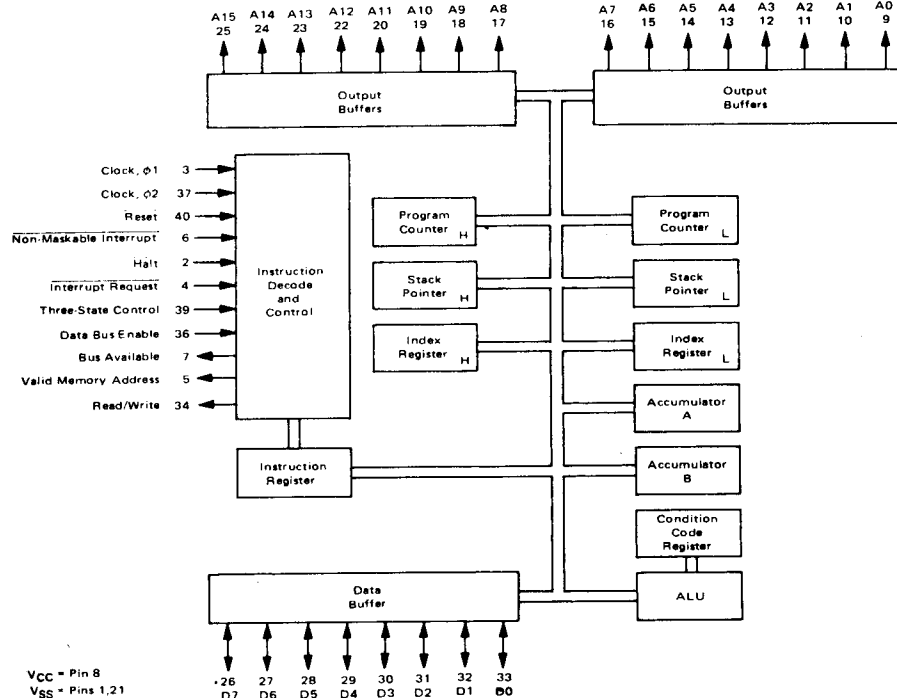 A15 A14 A13 A12 A11 A10 A9 A8 A7 A6 A5 A4 A3 A2 A1 A0
25 24 23 22 20 19 18 17 16 15 14 13 12 11 10 9
Output
Buffers
Output
Buffers
Clock, ϕ1 3
Clock, ϕ2 37
Reset 40
Non-Maskable Interrupt 6
Halt 2
Interrupt Request 4
Three-State Control 39
Data Bus Enable 36
Bus Available 7
Valid Memory Address 5
Read/Write 34
Instruction
Decode
and
Control
Program
Counter H
Program
Counter L
Stack
Pointer H
Stack
Pointer L
Index
Register H
Index
Register L
Accumulator
A
Instruction
Register
Accumulator
B
Condition
Code
Register
ALU
Data
Buffer
26 27 28 29 30 31 32 33
D7 D6 D5 D4 D3 D2 D1 D0
VCC = Pin 8
VSS = Pins 1,21